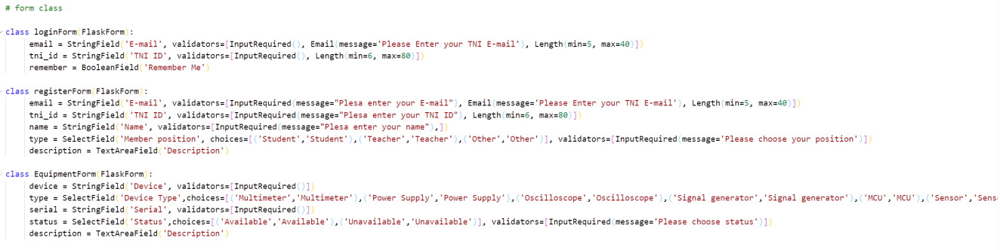 # form class
class loginForm(FlaskForm):
email = StringField('E-mail', validators=[InputRequired(), Email(message='Please Enter your TNI E-mail'), Length(min=5, max=40)])
tni_id = StringField('TNI ID', validators=[InputRequired(), Length(min=6, max=80)])
remember = BooleanField('Remember Me')
class registerForm(FlaskForm):
email = StringField('E-mail', validators=[InputRequired(message="Plesa enter your E-mail"), Email(message='Please Enter your TNI E-mail'), Length(min=5, max=40)])
tni_id = StringField('TNI ID', validators=[InputRequired(message="Plesa enter your TNI ID"), Length(min=6, max=80)])
name = StringField('Name', validators=[InputRequired(message="Plesa enter your name"),])
type = SelectField('Member position', choices=[('Student','Student'),('Teacher','Teacher'),('Other','Other')], validators=[InputRequired(message='Please choose your position')])
description = TextAreaField('Description')
class EquipmentForm(FlaskForm):
device = StringField('Device', validators=[InputRequired()])
type = SelectField('Device Type',choices=[('Multimeter','Multimeter'),('Power Supply','Power Supply'),('Oscilloscope','Oscilloscope'),('Signal generator','Signal generator'),('MCU','MCU'),('Sensor','Sens
serial = StringField('Serial', validators=[InputRequired()])
status = SelectField('Status',choices=[('Available','Available'),('Unavailable','Unavailable')], validators=[InputRequired(message='Please choose status')])
description = TextAreaField('Description')